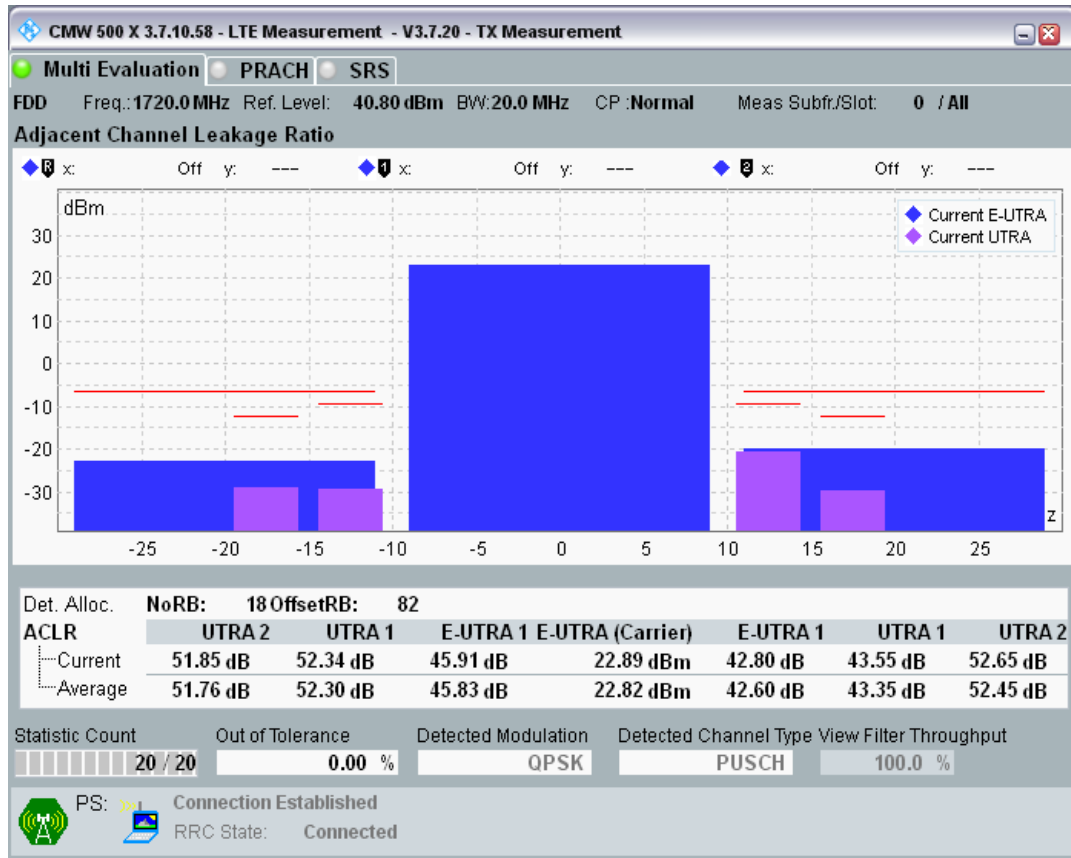 CMW 500 X 3.7.10.58 - LTE Measurement - V3.7.20 - TX Measurement
Multi Evaluation PRACH SRS
FDD Freq.:1720.0 MHz Ref. Level: 40.80 dBm BW:20.0 MHz CP :Normal Meas Subfr./Slot: 0 / All
Adjacent Channel Leakage Ratio
R x: Off y: --- 1 x: Off y: --- 2 x: Off y: ---
dBm
Current E-UTRA
Current UTRA
30
20
10
0
-10
-20
-30
z
-25 -20 -15 -10 -5 0 5 10 15 20 25
Det. Alloc. NoRB: 18 OffsetRB: 82
ACLR UTRA 2 UTRA 1 E-UTRA 1 E-UTRA (Carrier) E-UTRA 1 UTRA 1 UTRA 2
Current 51.85 dB 52.34 dB 45.91 dB 22.89 dBm 42.80 dB 43.55 dB 52.65 dB
Average 51.76 dB 52.30 dB 45.83 dB 22.82 dBm 42.60 dB 43.35 dB 52.45 dB
Statistic Count Out of Tolerance Detected Modulation Detected Channel Type View Filter Throughput
20 / 20 0.00 % QPSK PUSCH 100.0 %
PS: Connection Established
RRC State: Connected